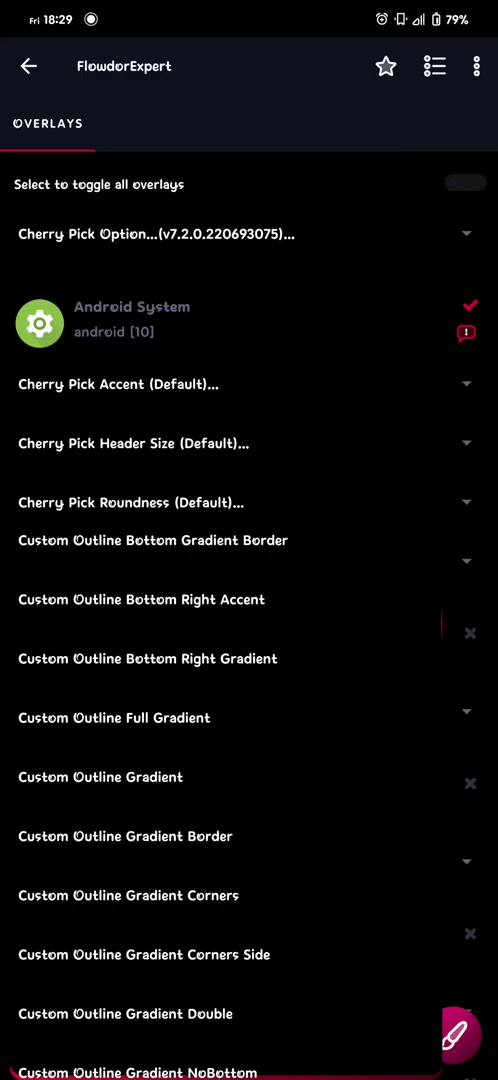 Fri 18:29 79%
FlowdorExpert
OVERLAYS
Select to toggle all overlays
Cherry Pick Option...(v7.2.0.220693075)...
Android System
android [10]
Cherry Pick Accent (Default)...
Cherry Pick Header Size (Default)...
Cherry Pick Roundness (Default)...
Custom Outline Bottom Gradient Border
Custom Outline Bottom Right Accent
Custom Outline Bottom Right Gradient
Custom Outline Full Gradient
Custom Outline Gradient
Custom Outline Gradient Border
Custom Outline Gradient Corners
Custom Outline Gradient Corners Side
Custom Outline Gradient Double
Custom Outline Gradient NoBottom